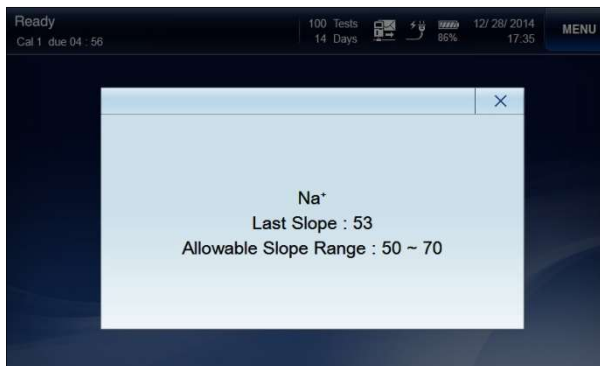 Ready
Cal 1 due 04 : 56
100 Tests
14 Days
86%
12/ 28/ 2014
17:35
MENU
Na⁺
Last Slope : 53
Allowable Slope Range : 50 ~ 70